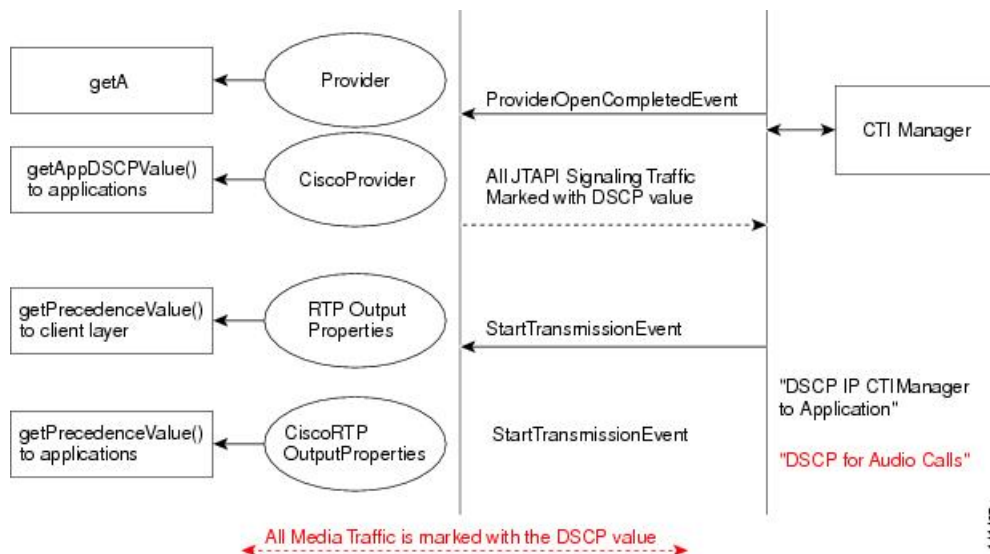 getA
Provider
ProviderOpenCompletedEvent
CTI Manager
getAppDSCPValue()
to applications
CiscoProvider
All JTAPI Signaling Traffic
Marked with DSCP value
getPrecedenceValue()
to client layer
RTP Output
Properties
StartTransmissionEvent
"DSCP IP CTIManager
to Application"
getPrecedenceValue()
to applications
CiscoRTP
OutputProperties
StartTransmissionEvent
"DSCP for Audio Calls"
All Media Traffic is marked with the DSCP value